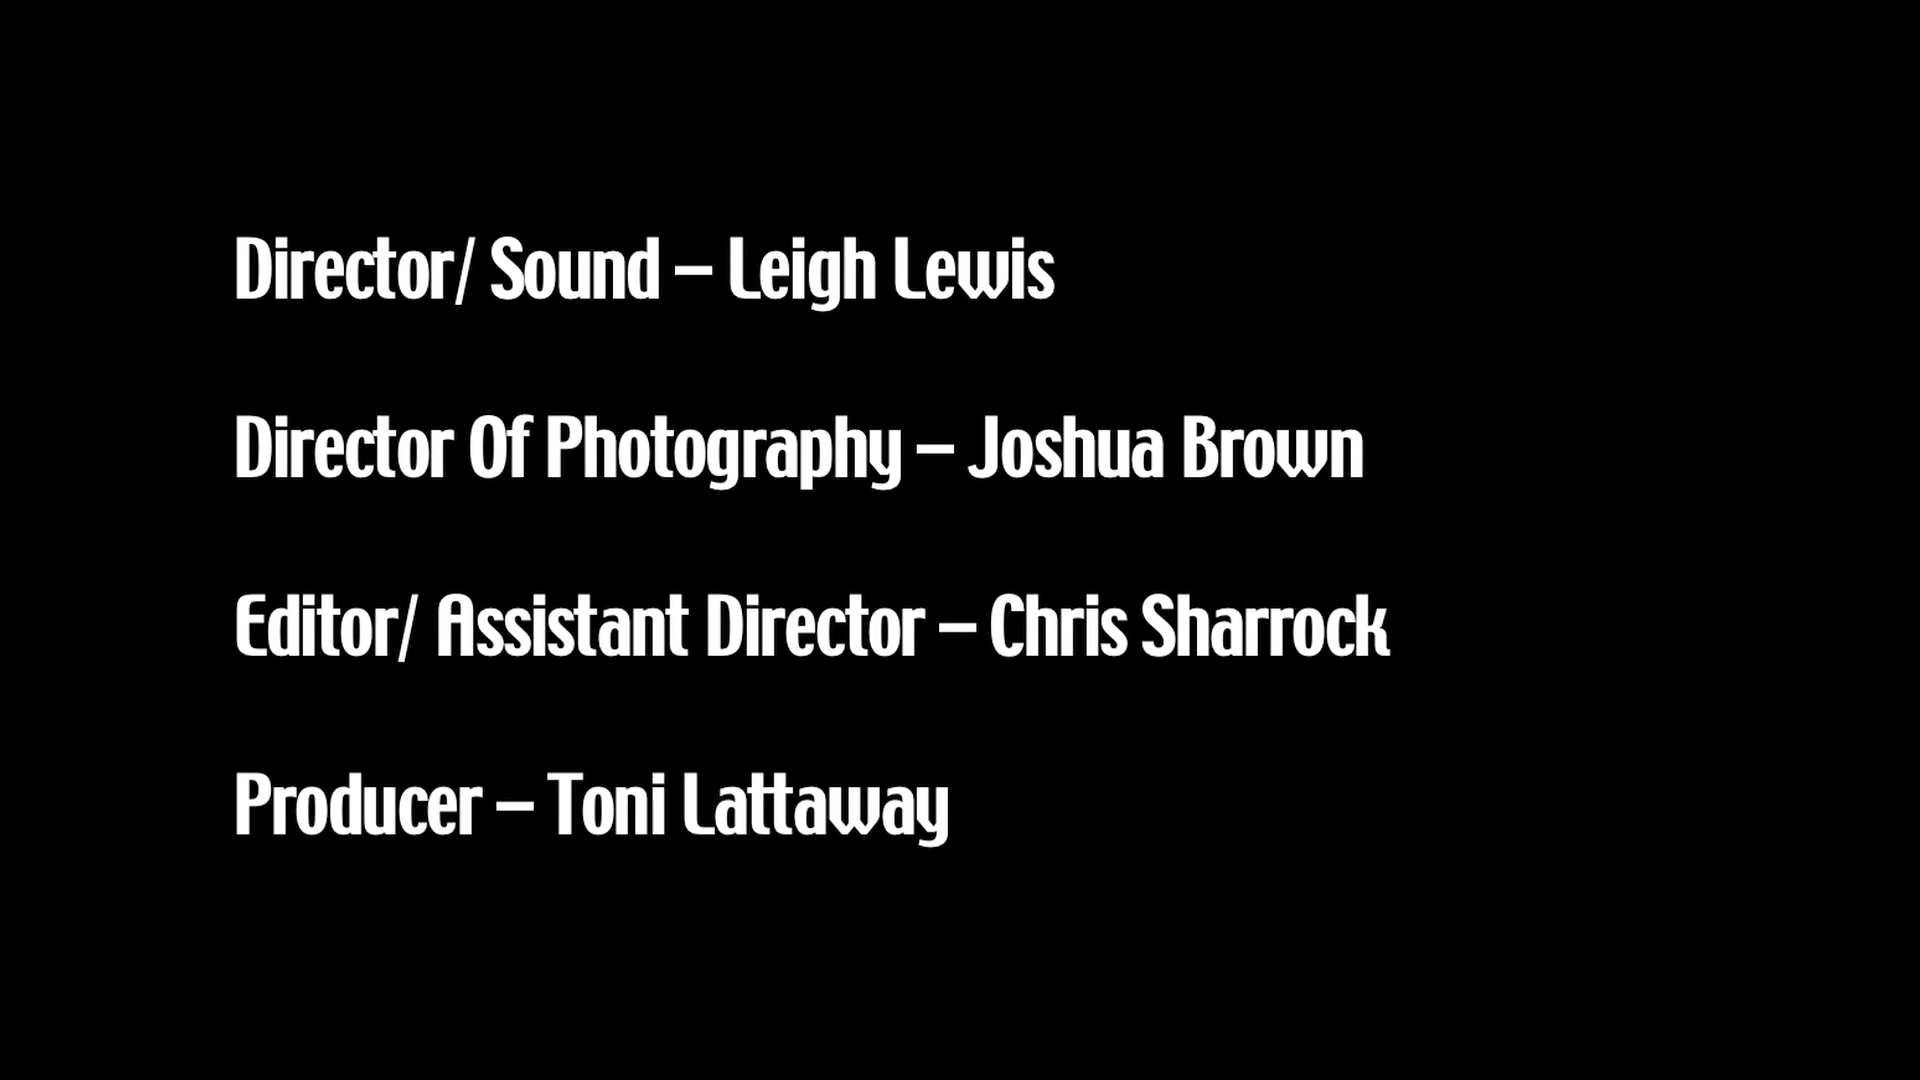 Director/ Sound – Leigh Lewis
Director Of Photography – Joshua Brown
Editor/ Assistant Director – Chris Sharrock
Producer – Toni Lattaway